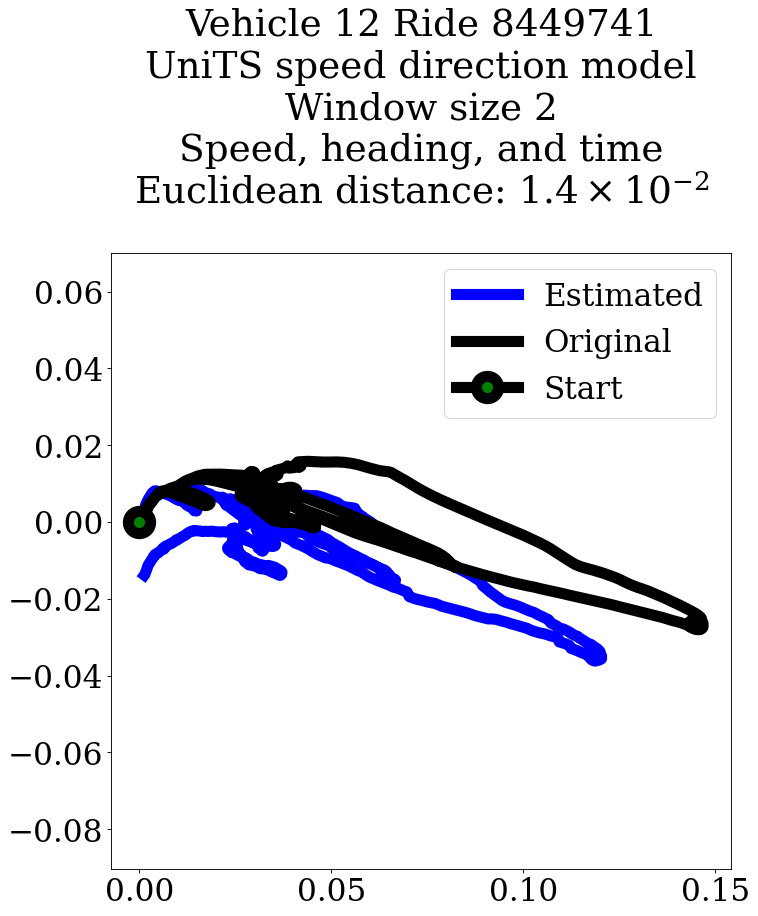 Vehicle 12 Ride 8449741
UniTS speed direction model
Window size 2
Speed, heading, and time
Euclidean distance: 1.4 × 10⁻²
Estimated
Original
Start
0.06
0.04
0.02
0.00
−0.02
−0.04
−0.06
−0.08
0.00 0.05 0.10 0.15